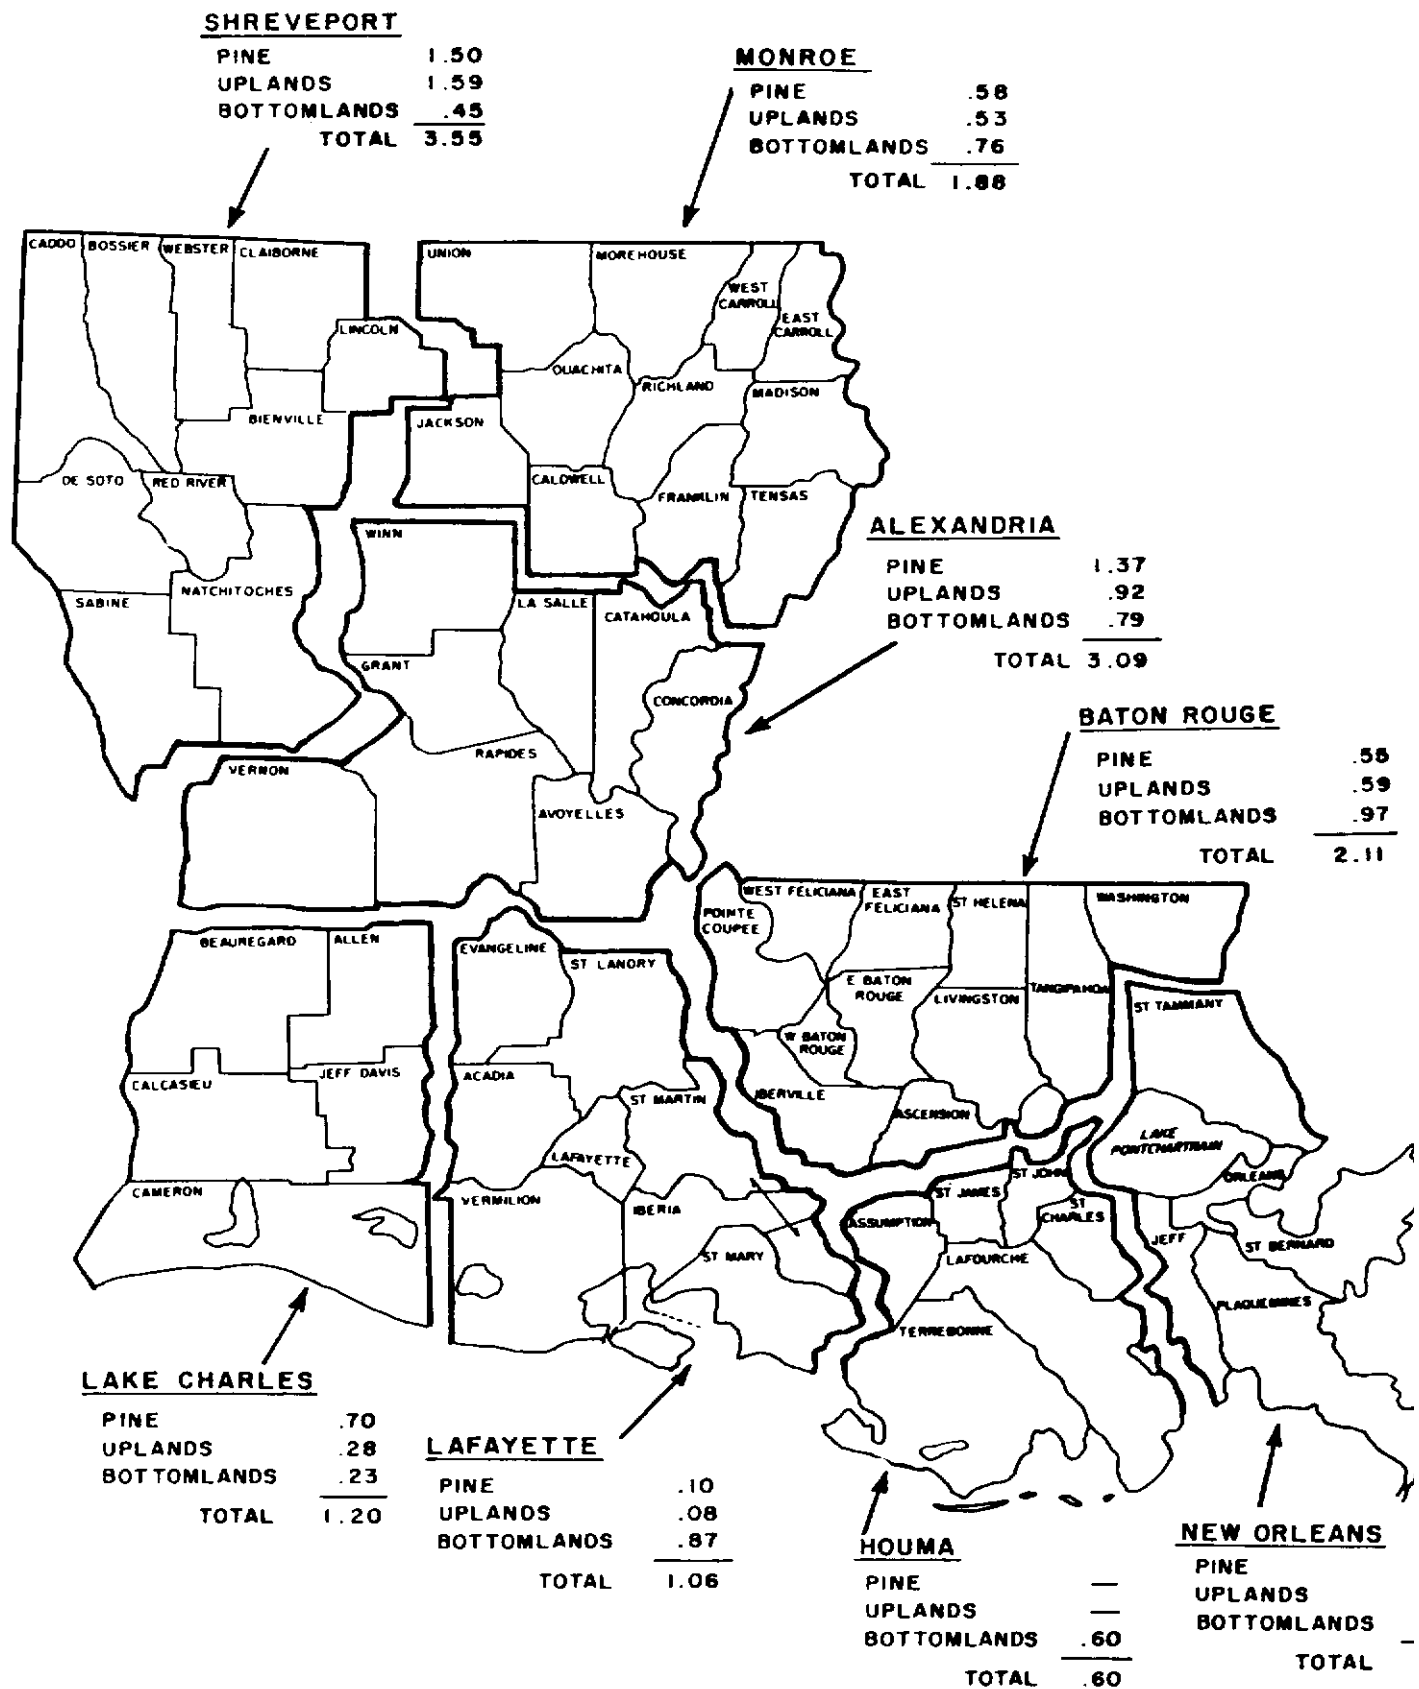 SHREVEPORT
PINE 1.50
UPLANDS 1.59
BOTTOMLANDS .45
TOTAL 3.55
MONROE
PINE .58
UPLANDS .53
BOTTOMLANDS .76
TOTAL 1.88
CADDO BOSSIER WEBSTER CLAIBORNE
UNION MOREHOUSE
WEST
CARROLL
EAST
CARROLL
LINCOLN
OUACHITA
RICHLAND
MADISON
BIENVILLE
JACKSON
DE SOTO RED RIVER
CALDWELL
FRANKLIN TENSAS
WINN
SABINE NATCHITOCHES
LA SALLE
CATAHOULA
GRANT
CONCORDIA
RAPIDES
VERNON
AVOYELLES
ALEXANDRIA
PINE 1.37
UPLANDS .92
BOTTOMLANDS .79
TOTAL 3.09
BATON ROUGE
PINE .55
UPLANDS .59
BOTTOMLANDS .97
TOTAL 2.11
WEST FELICIANA
EAST
FELICIANA
ST HELENA
WASHINGTON
POINTE
COUPEE
E BATON
ROUGE
LIVINGSTON
TANGIPAHOA
W BATON
ROUGE
IBERVILLE
ASCENSION
BEAUREGARD ALLEN
EVANGELINE
ST LANDRY
CALCASIEU
JEFF DAVIS
ACADIA
ST MARTIN
LAFAYETTE
CAMERON
VERMILION
IBERIA
ST MARY
ST TAMMANY
LAKE
PONTCHARTRAIN
ORLEANS
ST JOHN
ST JAMES
ST
CHARLES
ASSUMPTION
LAFOURCHE
JEFF
ST BERNARD
PLAQUEMINES
TERREBONNE
LAKE CHARLES
PINE .70
UPLANDS .28
BOTTOMLANDS .23
TOTAL 1.20
LAFAYETTE
PINE .10
UPLANDS .08
BOTTOMLANDS .87
TOTAL 1.06
HOUMA
PINE —
UPLANDS —
BOTTOMLANDS .60
TOTAL .60
NEW ORLEANS
PINE
UPLANDS
BOTTOMLANDS
TOTAL